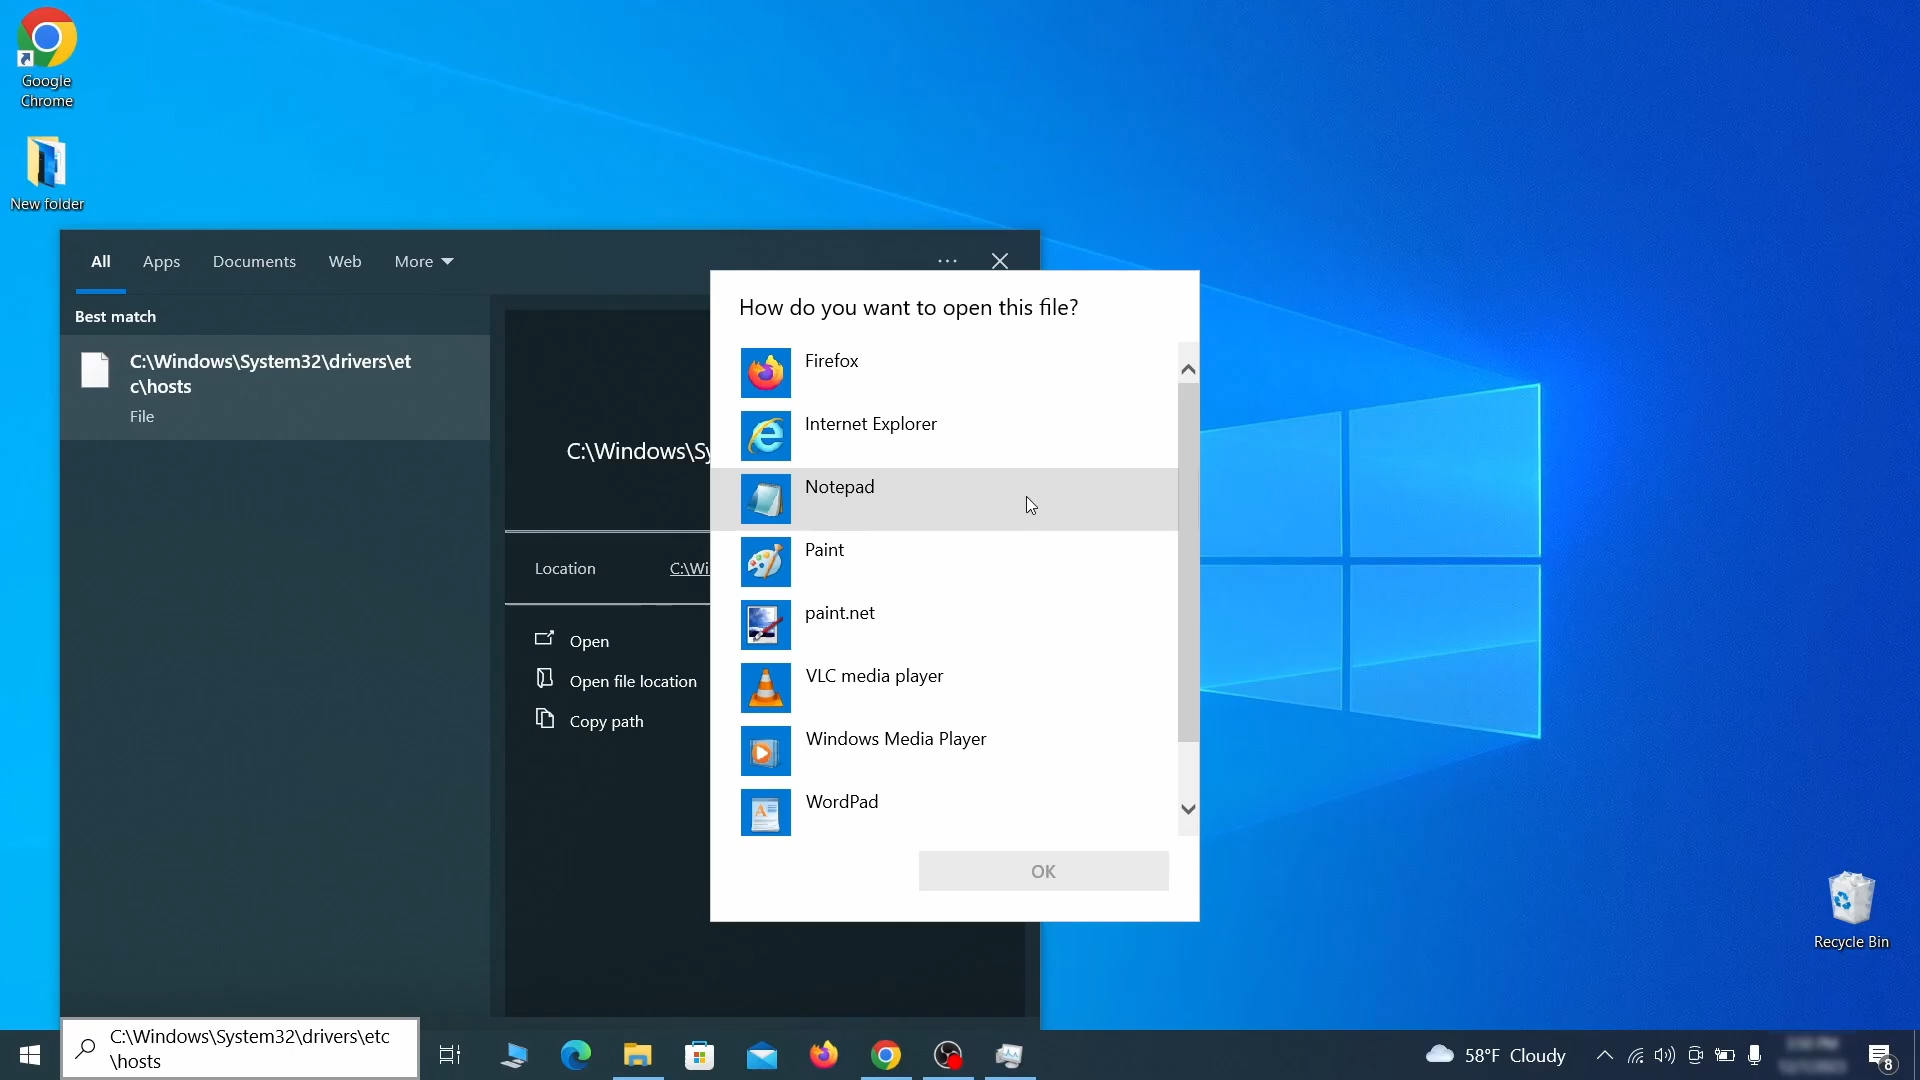 Google
Chrome
New folder
All Apps Documents Web More
Best match
C:\Windows\System32\drivers\et
c\hosts
File
C:\Windows\Sy
Location C:\Wi
Open
Open file location
Copy path
How do you want to open this file?
Firefox
Internet Explorer
Notepad
Paint
paint.net
VLC media player
Windows Media Player
WordPad
OK
Recycle Bin
C:\Windows\System32\drivers\etc
\hosts
58°F Cloudy
8